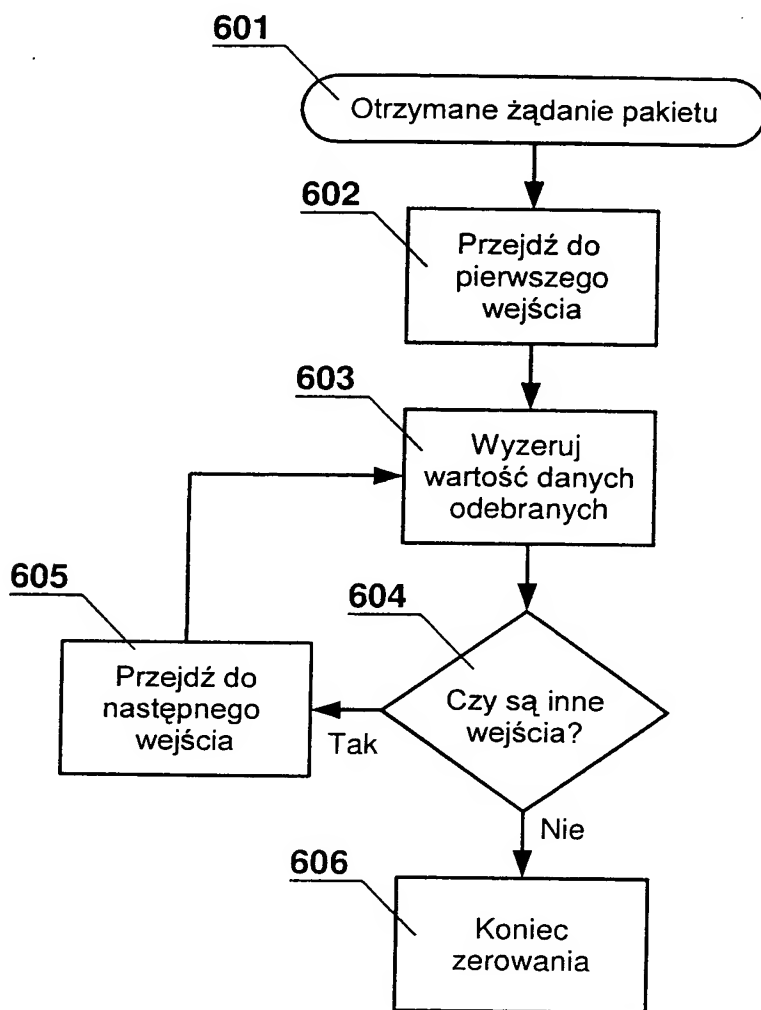 601
Otrzymane żądanie pakietu
602
Przejdź do
pierwszego
wejścia
603
Wyzeruj
wartość danych
odebranych
604
Czy są inne
wejścia?
605
Przejdź do
następnego
wejścia
Tak
Nie
606
Koniec
zerowania